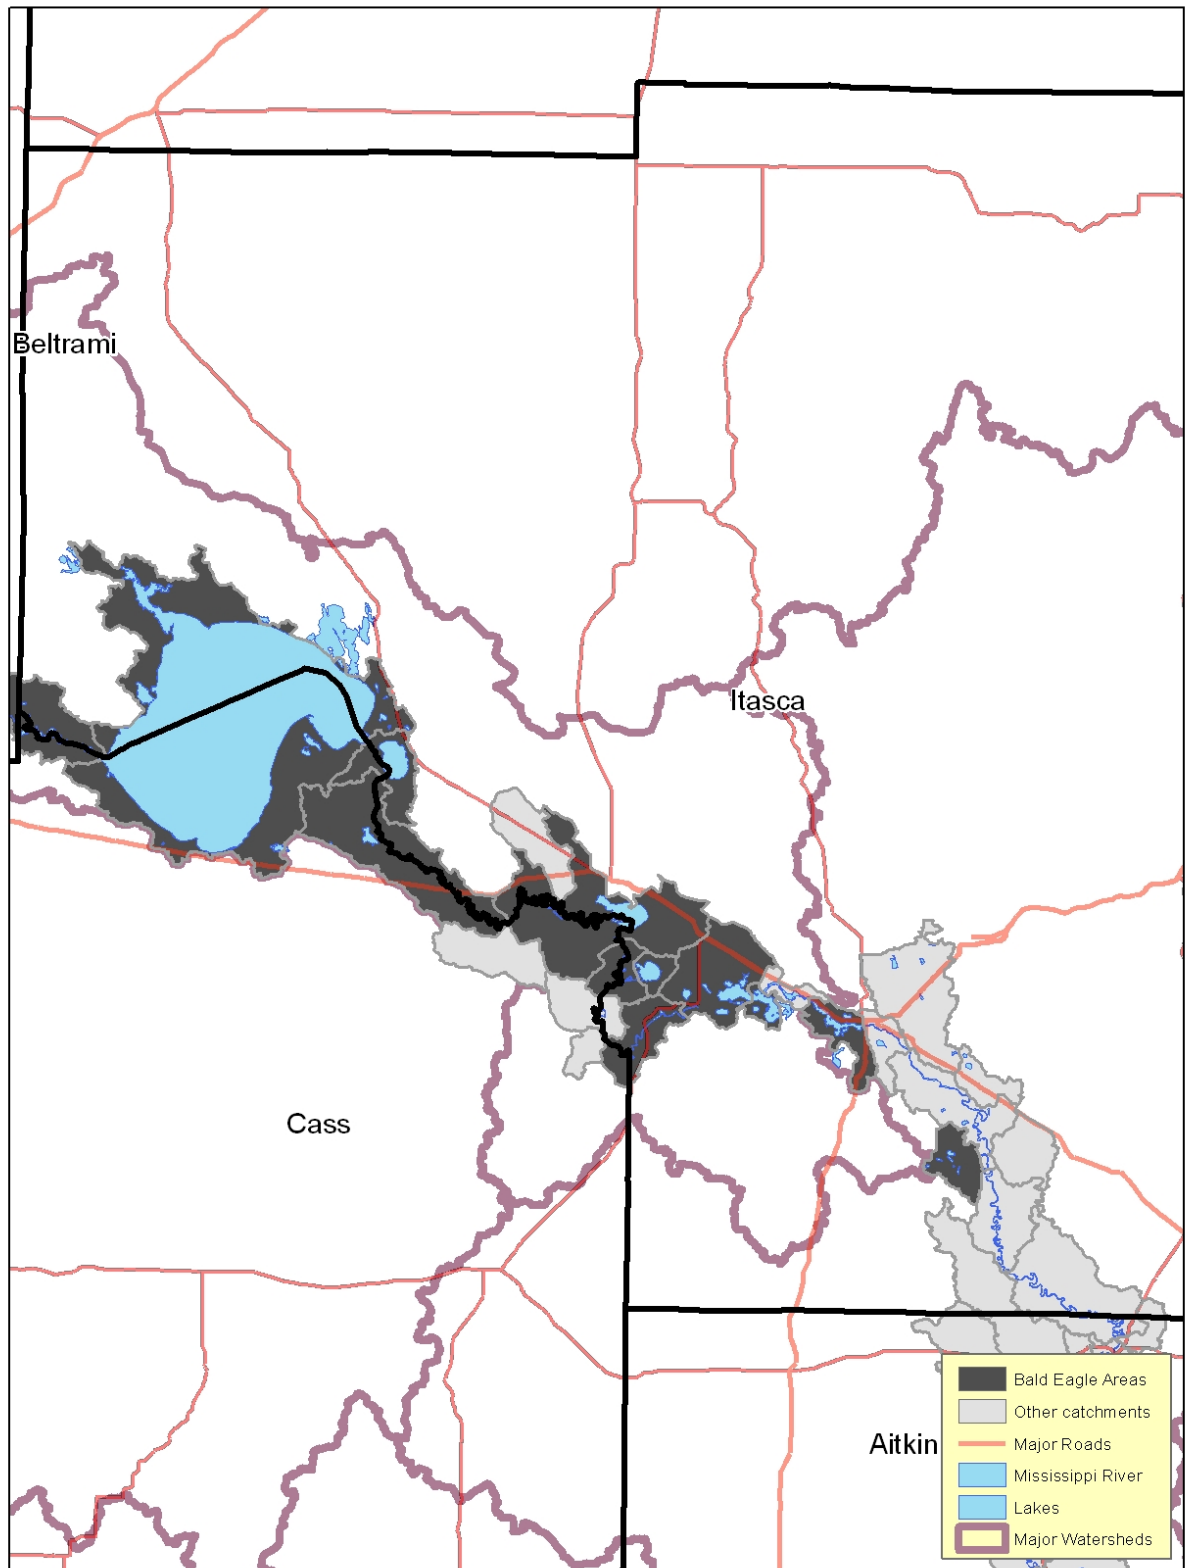 Beltrami
Itasca
Cass
Aitkin
Bald Eagle Areas
Other catchments
Major Roads
Mississippi River
Lakes
Major Watersheds